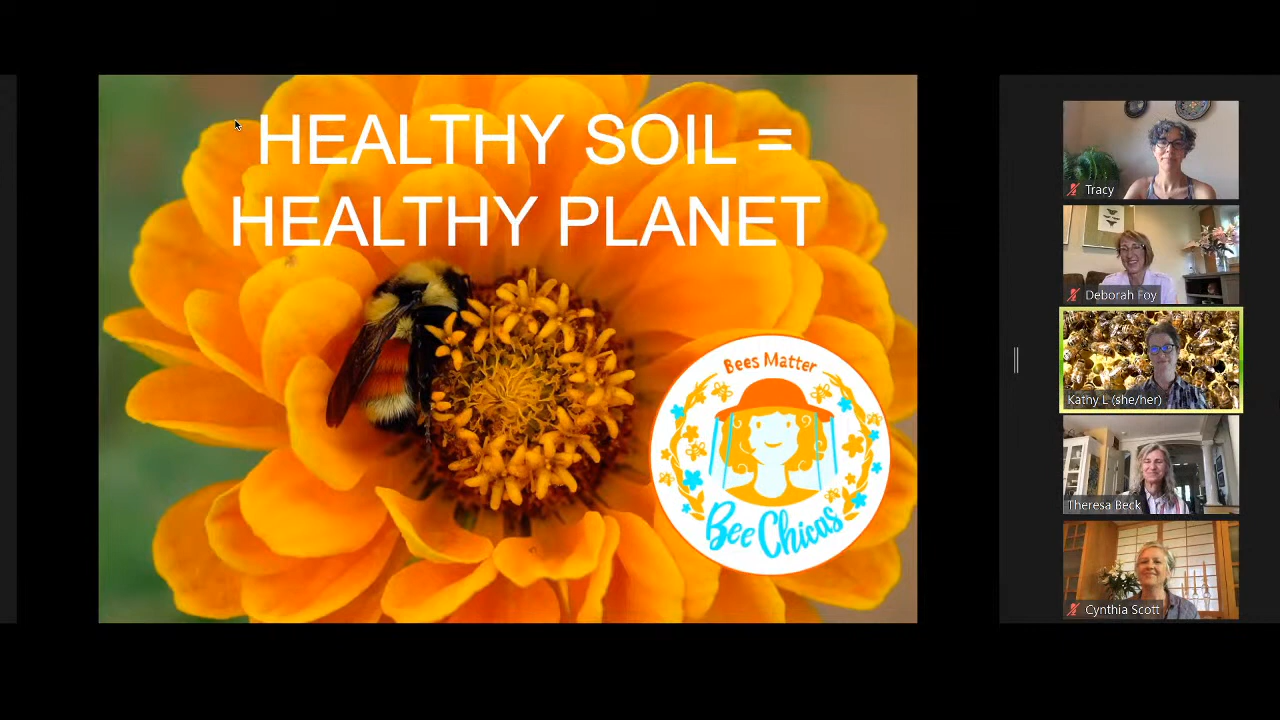 HEALTHY SOIL =
HEALTHY PLANET
Bees Matter
Bee Chicas
Tracy
Deborah Foy
Kathy L (she/her)
Theresa Beck
Cynthia Scott